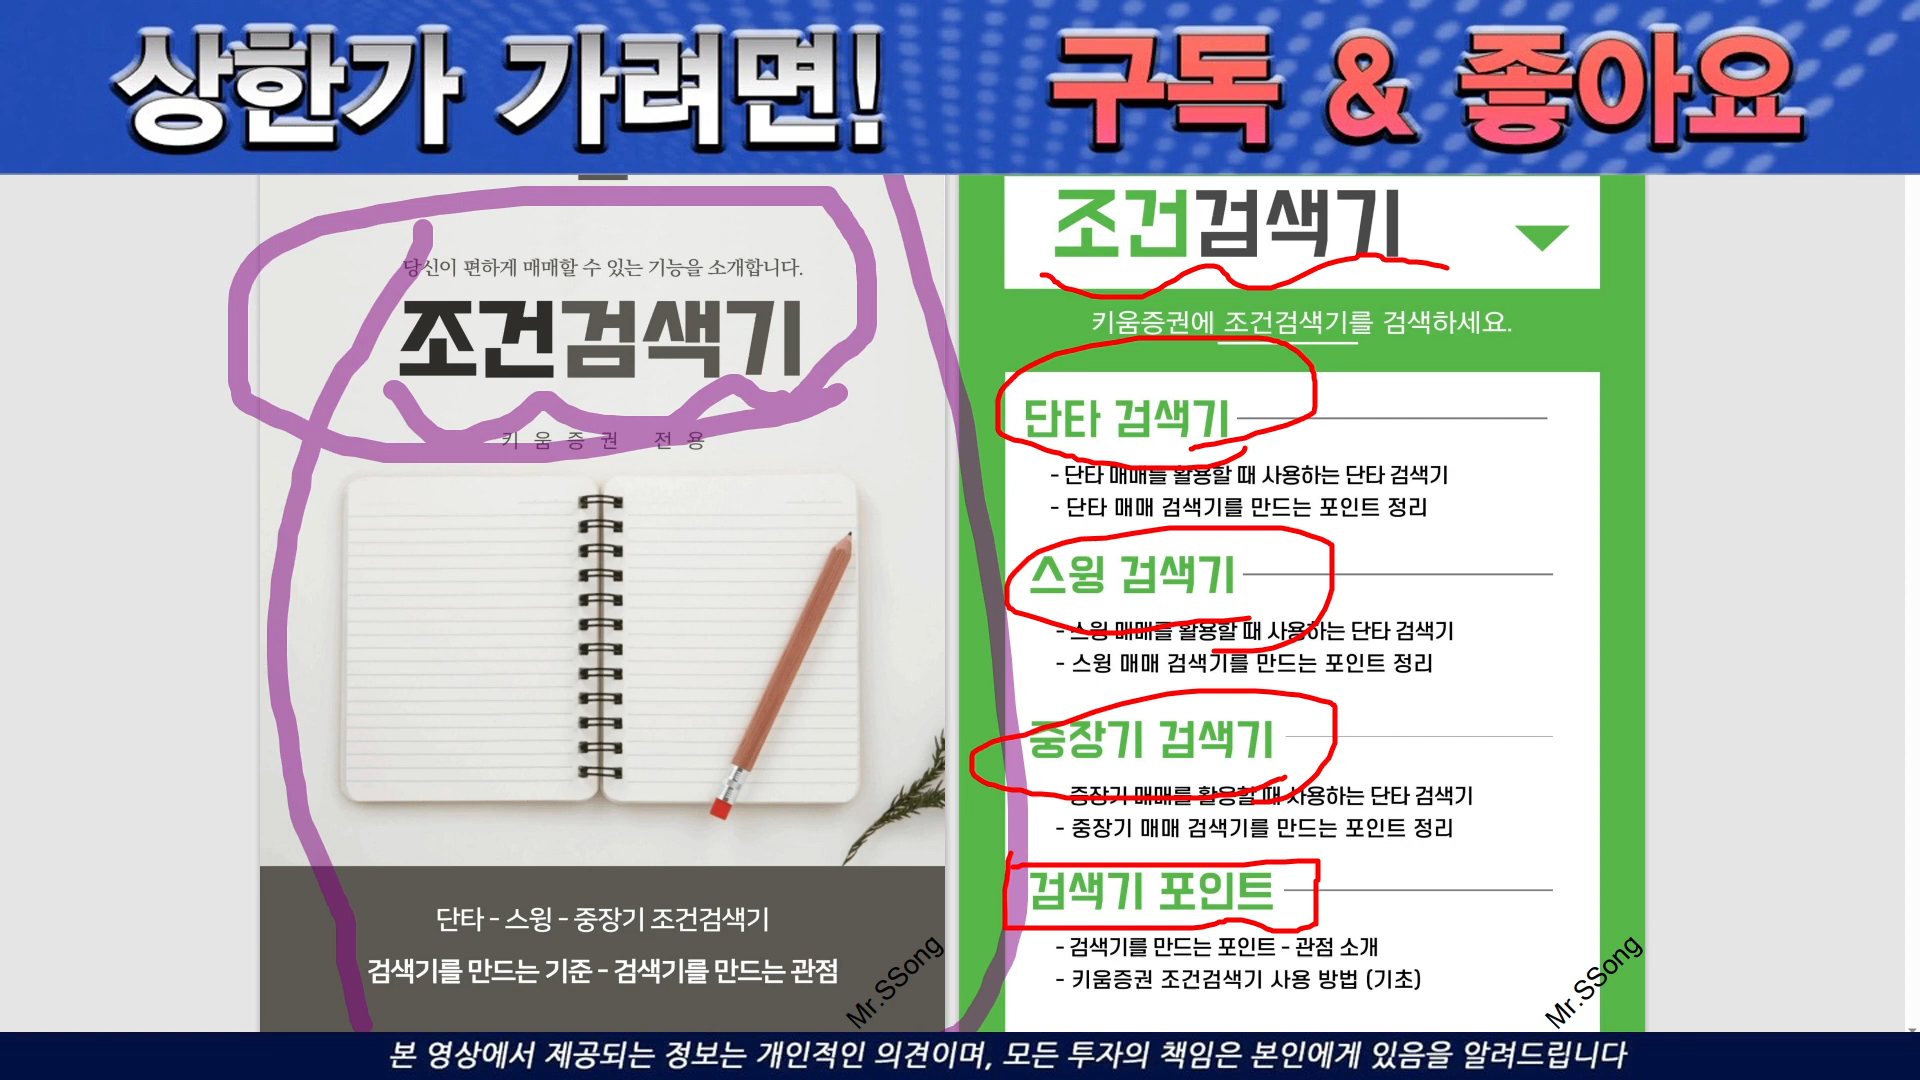 상한가 가려면! 구독 & 좋아요
당신이 편하게 매매할 수 있는 기능을 소개합니다.
조건검색기
키움증권 전용
단타 - 스윙 - 중장기 조건검색기
검색기를 만드는 기준 - 검색기를 만드는 관점
Mr.SSong
조건검색기
키움증권에 조건검색기를 검색하세요.
단타 검색기
- 단타 매매를 활용할 때 사용하는 단타 검색기
- 단타 매매 검색기를 만드는 포인트 정리
스윙 검색기
- 스윙 매매를 활용할 때 사용하는 단타 검색기
- 스윙 매매 검색기를 만드는 포인트 정리
중장기 검색기
- 중장기 매매를 활용할 때 사용하는 단타 검색기
- 중장기 매매 검색기를 만드는 포인트 정리
검색기 포인트
- 검색기를 만드는 포인트 - 관점 소개
- 키움증권 조건검색기 사용 방법 (기초)
Mr.SSong
본 영상에서 제공되는 정보는 개인적인 의견이며, 모든 투자의 책임은 본인에게 있음을 알려드립니다